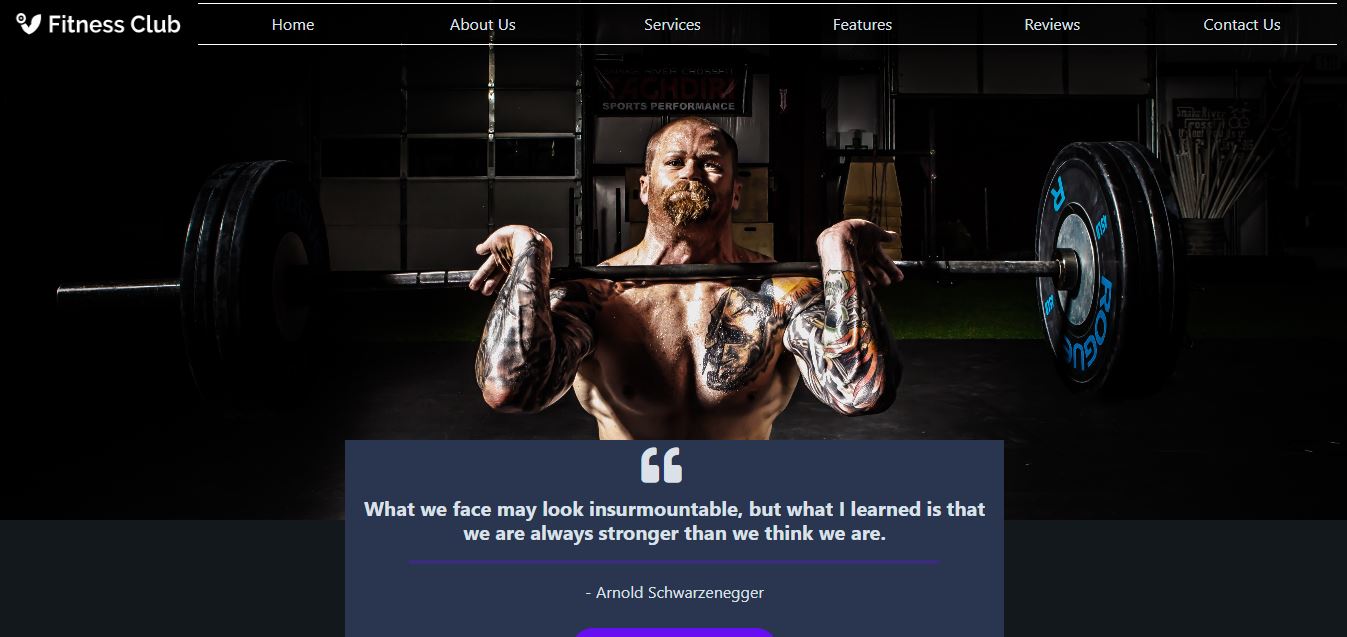 Fitness Club
Home
About Us
Services
Features
Reviews
Contact Us
SPORTS PERFORMANCE
R
ROGUE
“
What we face may look insurmountable, but what I learned is that
we are always stronger than we think we are.
- Arnold Schwarzenegger